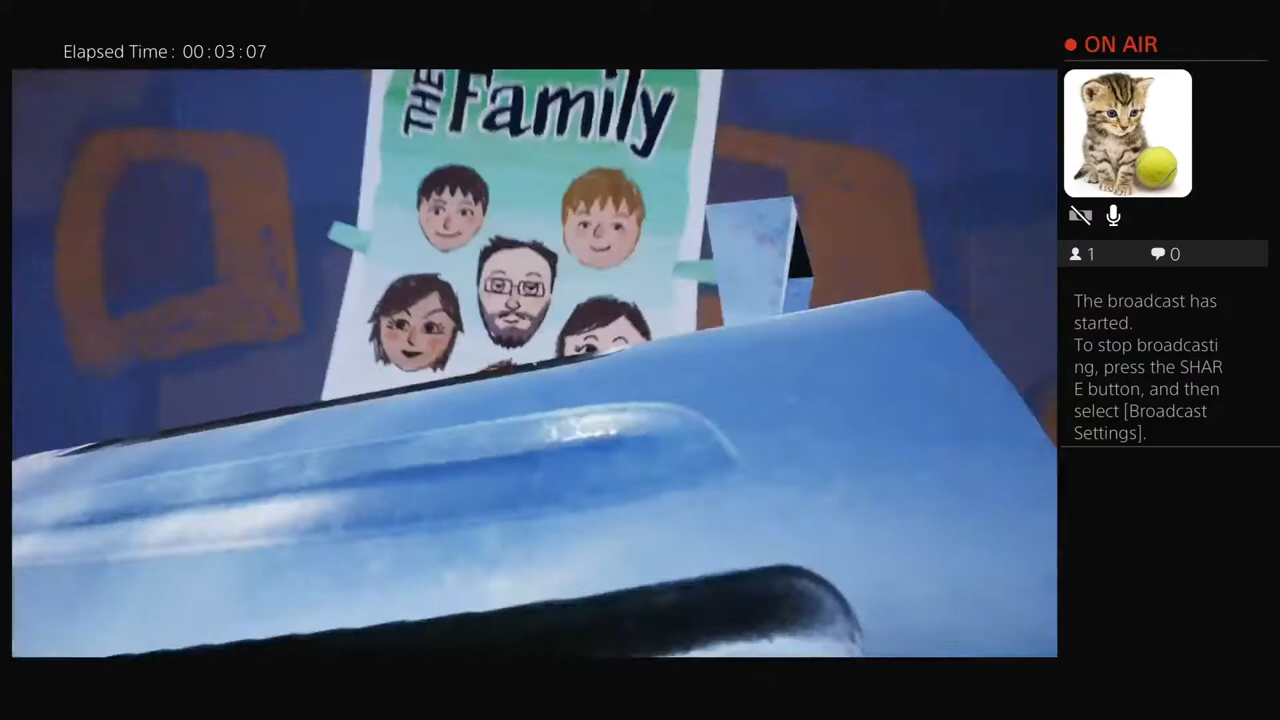 Elapsed Time: 00:03:07
ON AIR
THE Family
1
0
The broadcast has
started.
To stop broadcasti
ng, press the SHAR
E button, and then
select [Broadcast
Settings].